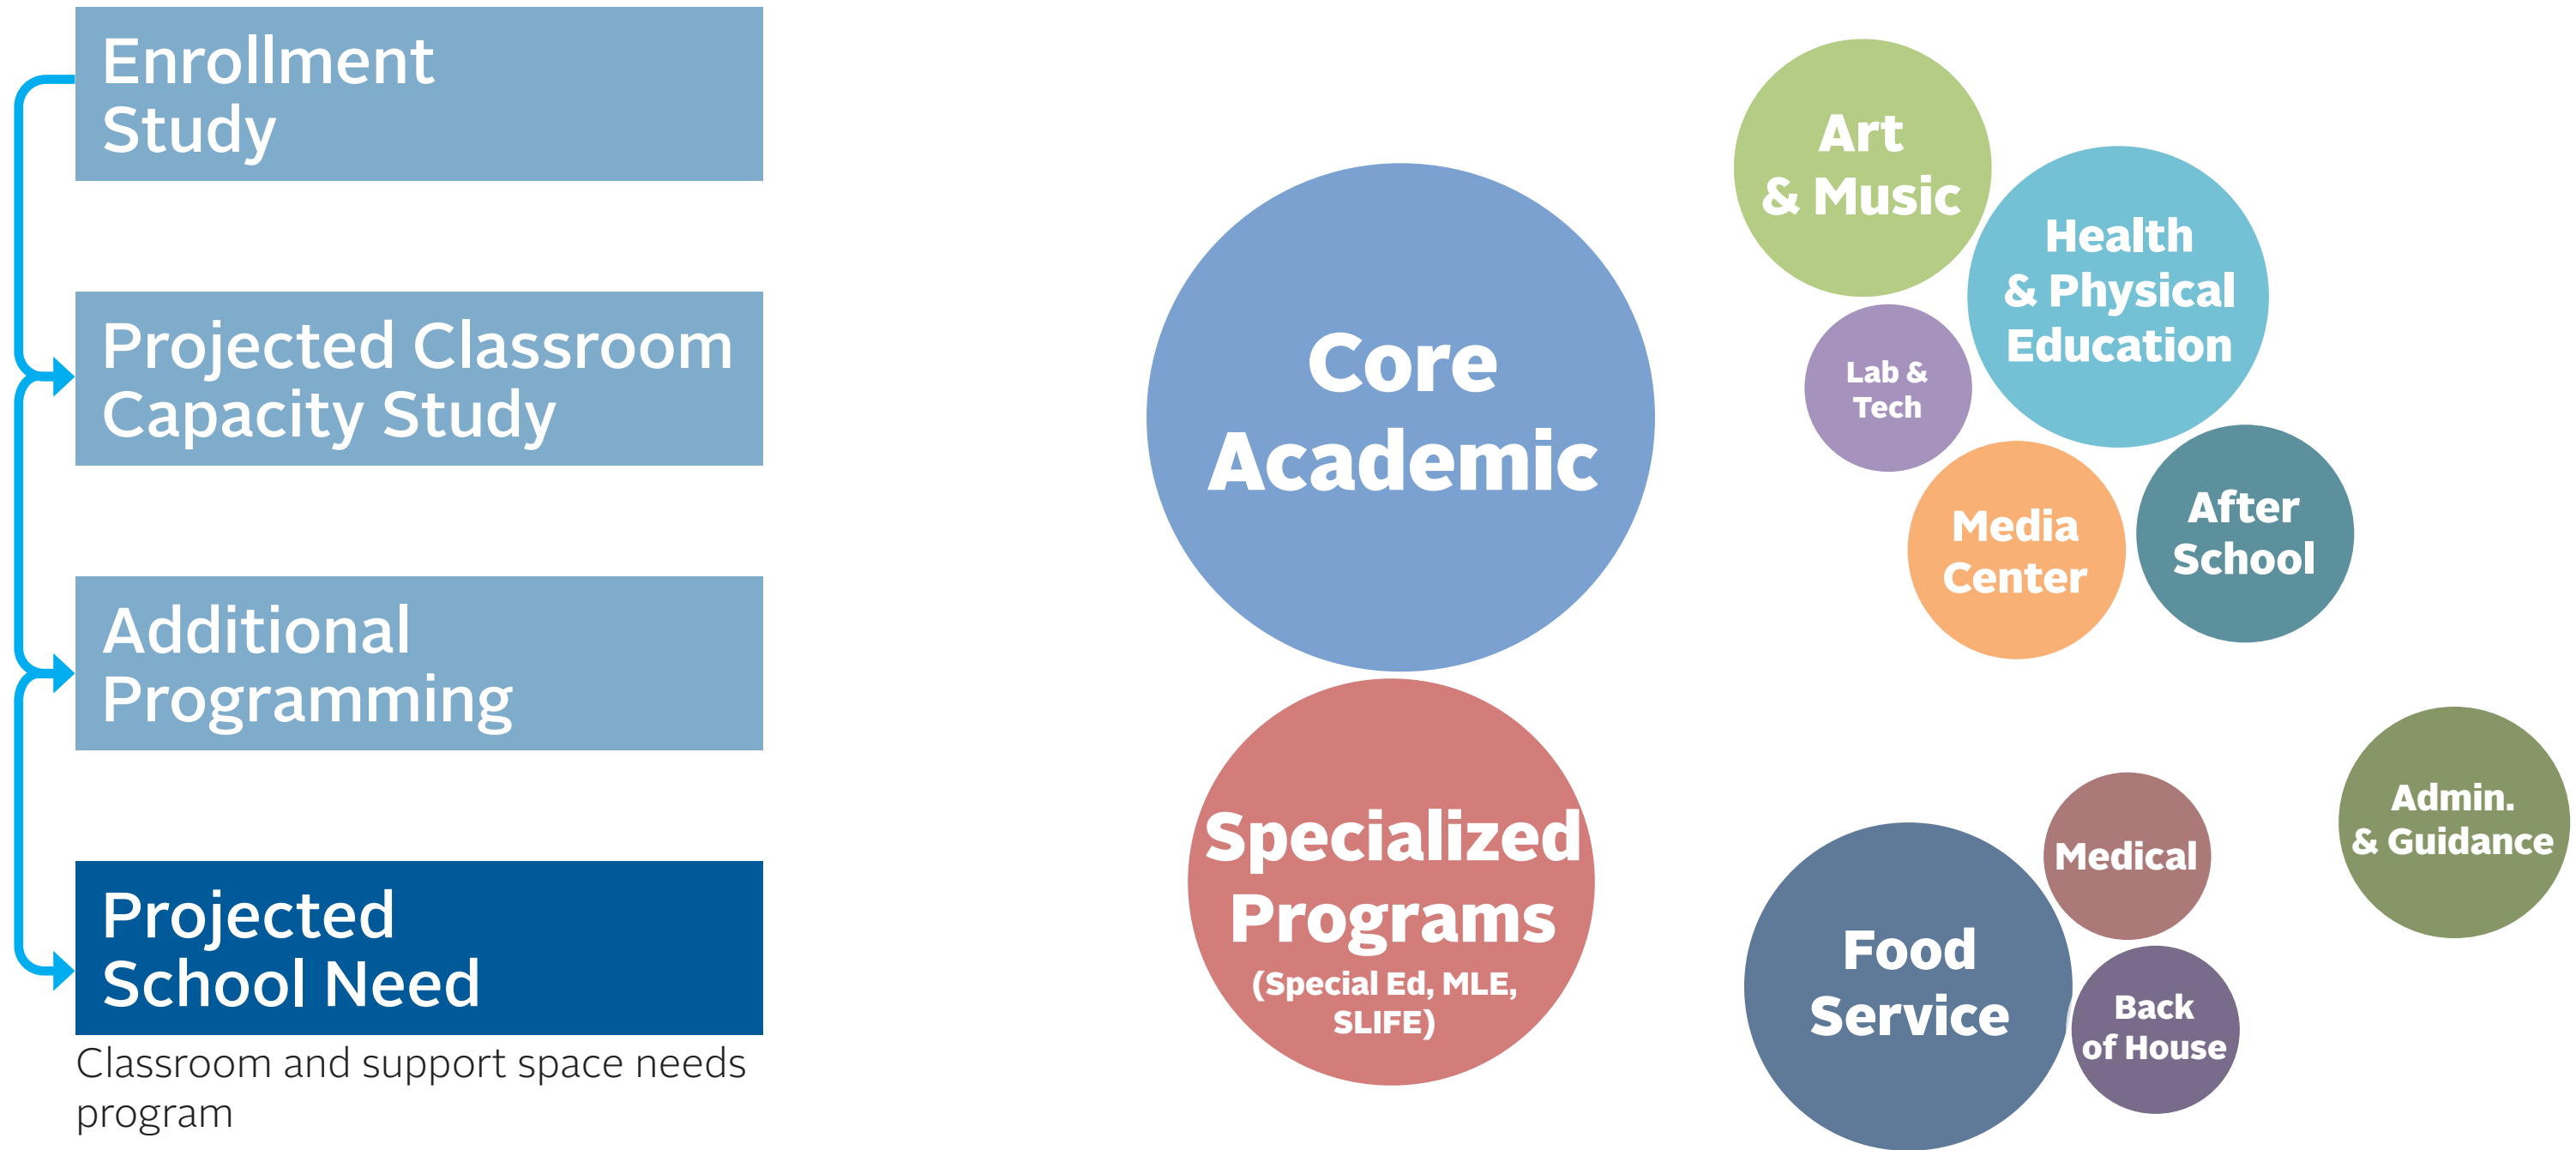 Enrollment
Study
Projected Classroom
Capacity Study
Additional
Programming
Projected
School Need
Classroom and support space needs
program
Core
Academic
Specialized
Programs
(Special Ed, MLE,
SLIFE)
Art
& Music
Health
& Physical
Education
Lab &
Tech
Media
Center
After
School
Food
Service
Medical
Back
of House
Admin.
& Guidance